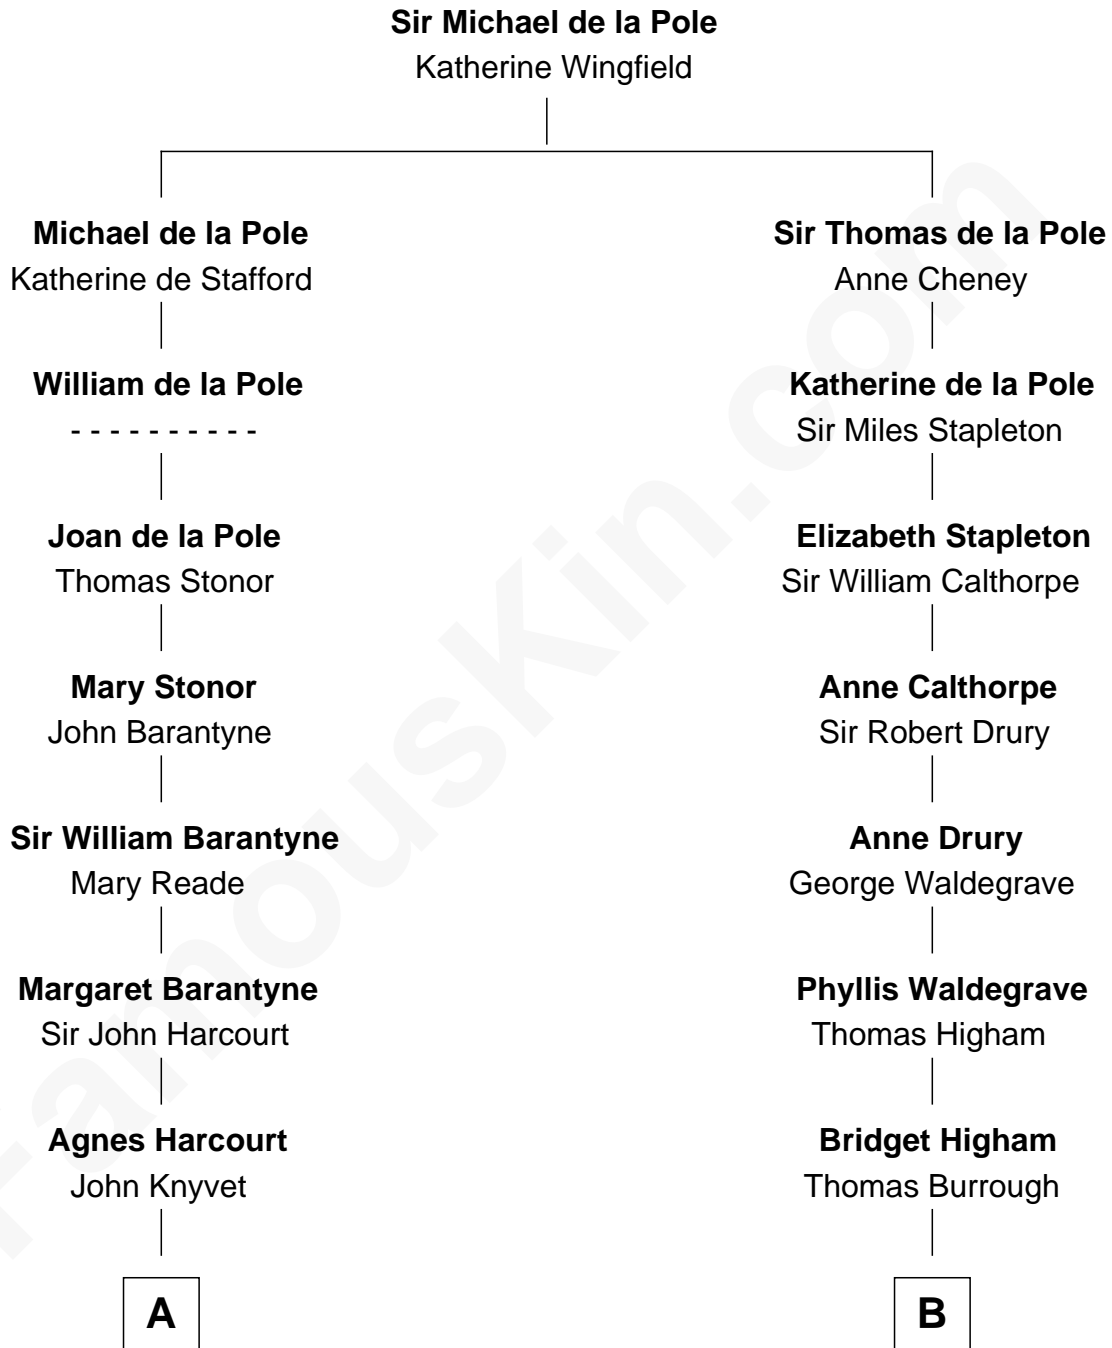 Sir Michael de la Pole
Katherine Wingfield
Michael de la Pole
Katherine de Stafford
Sir Thomas de la Pole
Anne Cheney
William de la Pole
- - - - - - - - - -
Katherine de la Pole
Sir Miles Stapleton
Joan de la Pole
Thomas Stonor
Elizabeth Stapleton
Sir William Calthorpe
Mary Stonor
John Barantyne
Anne Calthorpe
Sir Robert Drury
Sir William Barantyne
Mary Reade
Anne Drury
George Waldegrave
Margaret Barantyne
Sir John Harcourt
Phyllis Waldegrave
Thomas Higham
Agnes Harcourt
John Knyvet
Bridget Higham
Thomas Burrough
A
B
FamousKin.com